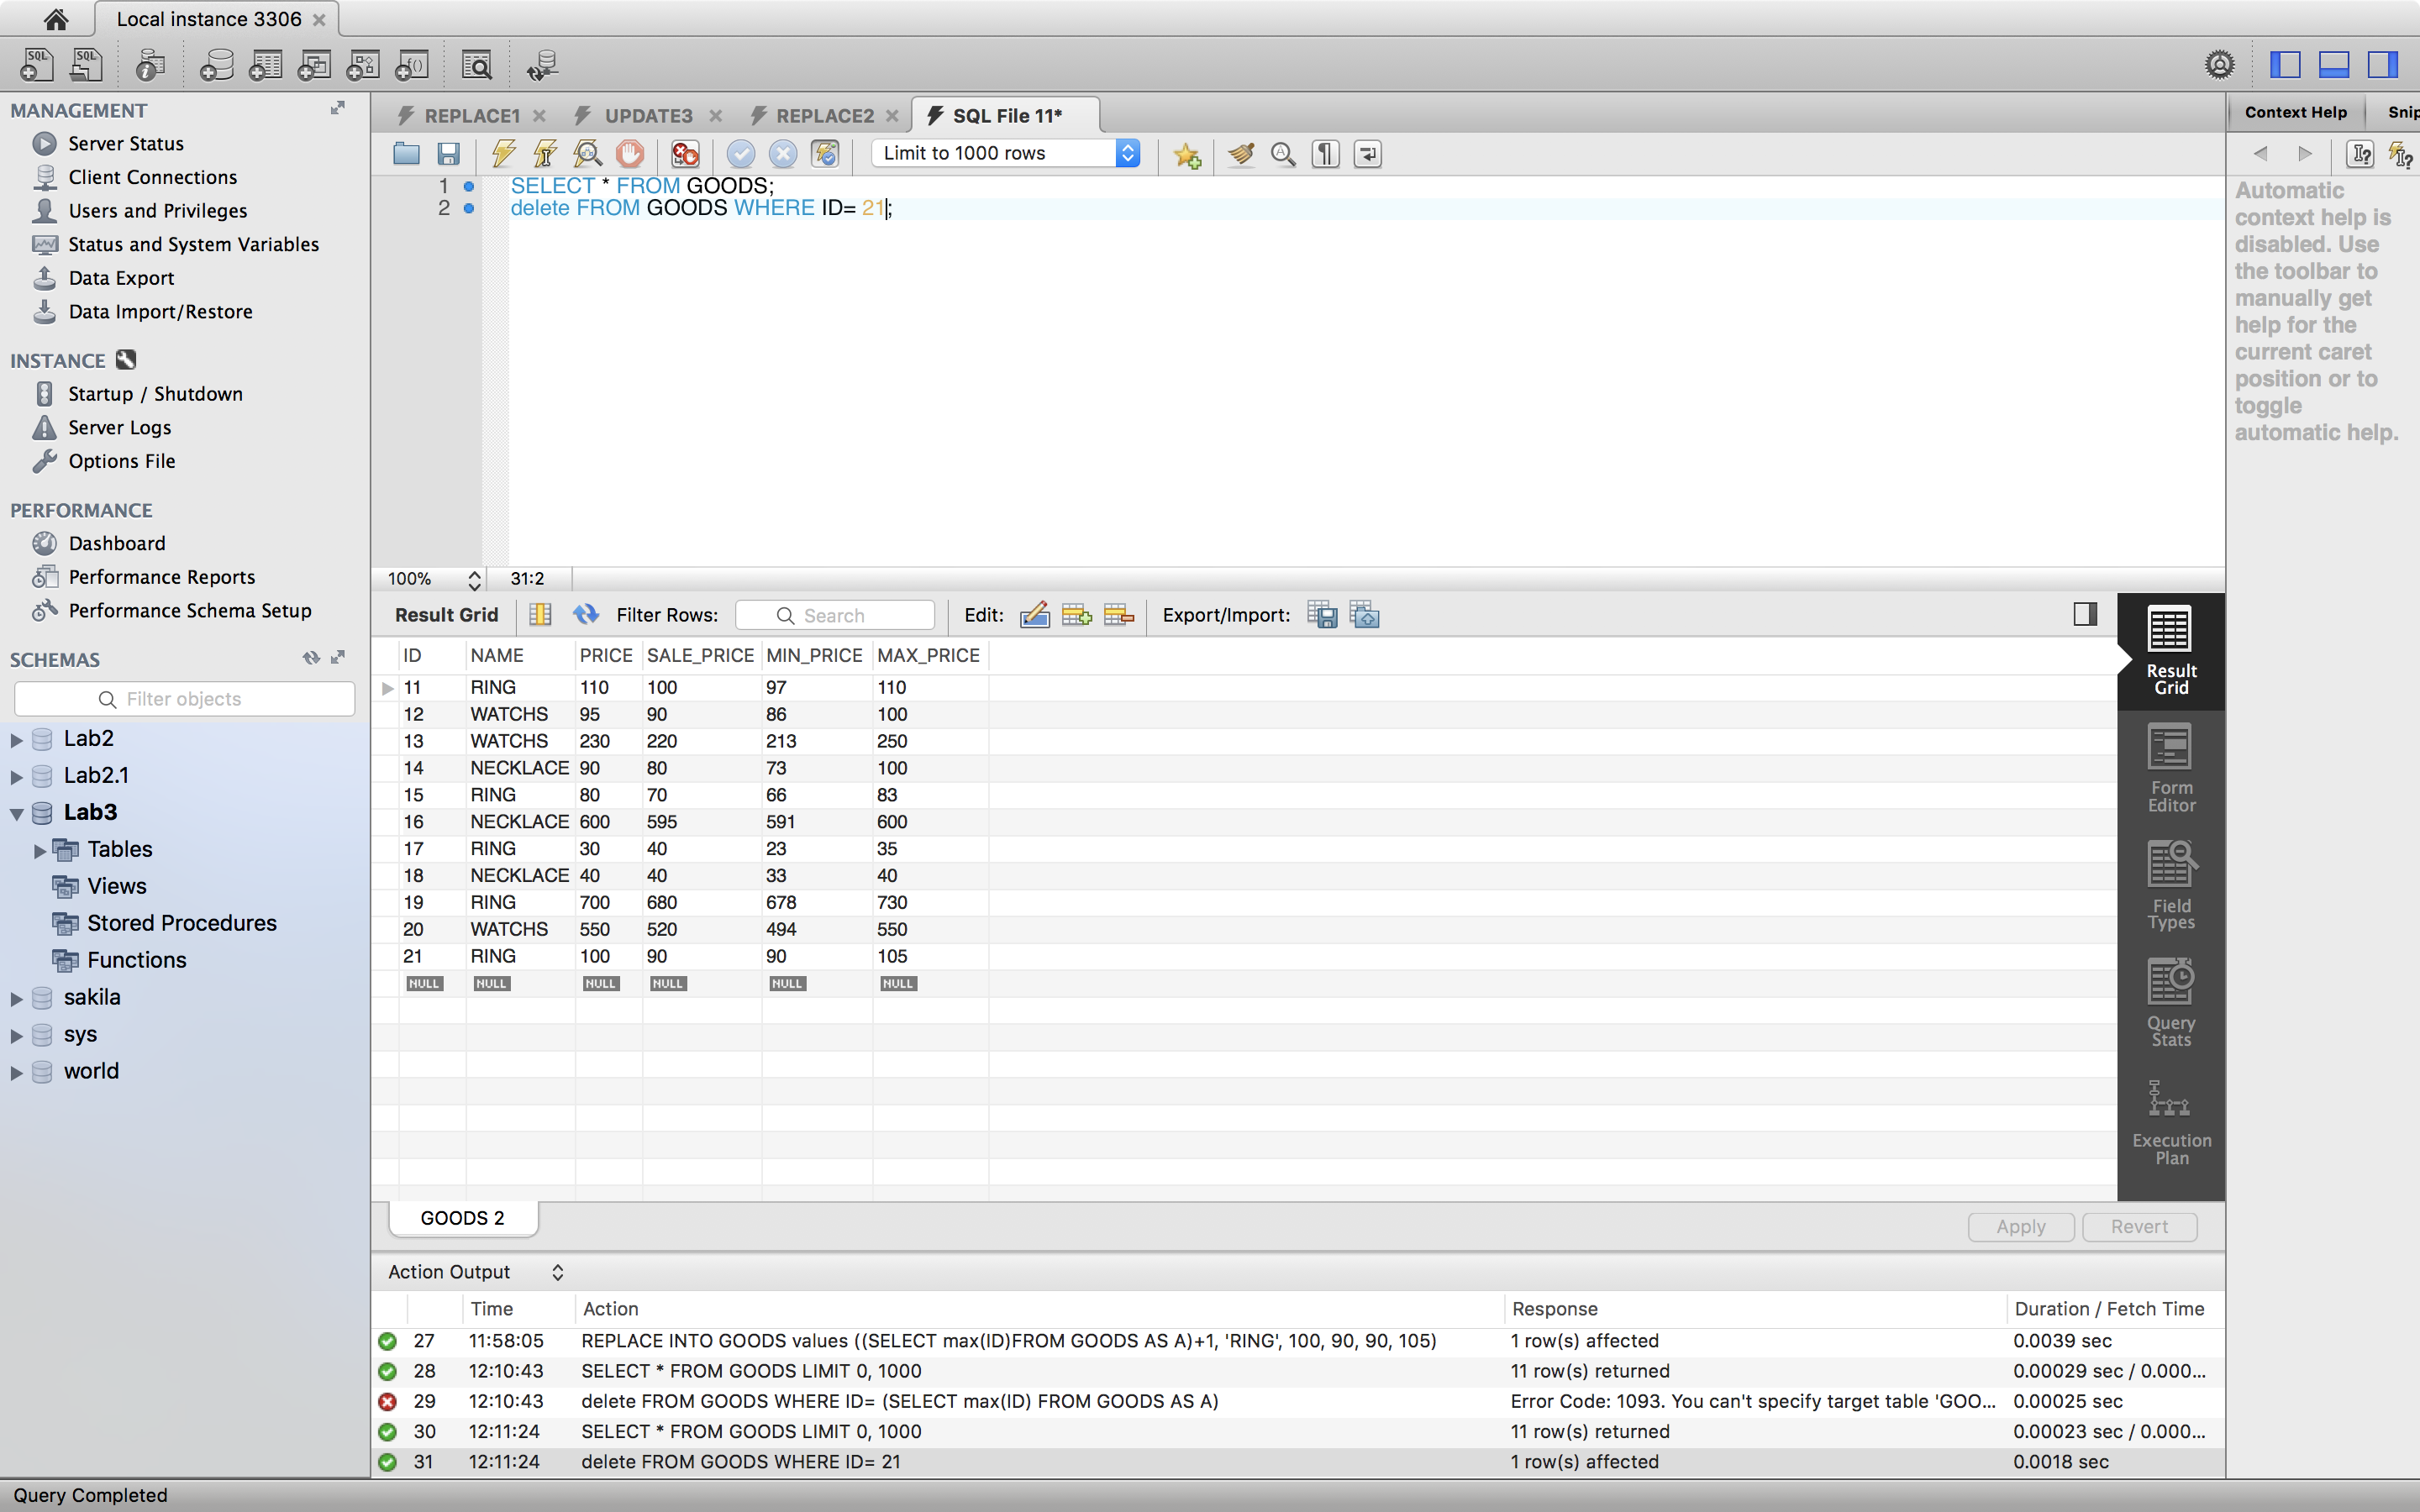 Local instance 3306
MANAGEMENT
Server Status
Client Connections
Users and Privileges
Status and System Variables
Data Export
Data Import/Restore
INSTANCE
Startup / Shutdown
Server Logs
Options File
PERFORMANCE
Dashboard
Performance Reports
Performance Schema Setup
SCHEMAS
Filter objects
Lab2
Lab2.1
Lab3
Tables
Views
Stored Procedures
Functions
sakila
sys
world
REPLACE1 UPDATE3 REPLACE2 SQL File 11*
Limit to 1000 rows
1 SELECT * FROM GOODS;
2 delete FROM GOODS WHERE ID= 21;
100% 31:2
Result Grid Filter Rows: Search Edit: Export/Import:
ID NAME PRICE SALE_PRICE MIN_PRICE MAX_PRICE
11 RING 110 100 97 110
12 WATCHS 95 90 86 100
13 WATCHS 230 220 213 250
14 NECKLACE 90 80 73 100
15 RING 80 70 66 83
16 NECKLACE 600 595 591 600
17 RING 30 40 23 35
18 NECKLACE 40 40 33 40
19 RING 700 680 678 730
20 WATCHS 550 520 494 550
21 RING 100 90 90 105
NULL NULL NULL NULL NULL NULL
Result
Grid
Form
Editor
Field
Types
Query
Stats
Execution
Plan
GOODS 2
Apply Revert
Action Output
Time Action Response Duration / Fetch Time
27 11:58:05 REPLACE INTO GOODS values ((SELECT max(ID)FROM GOODS AS A)+1, 'RING', 100, 90, 90, 105) 1 row(s) affected 0.0039 sec
28 12:10:43 SELECT * FROM GOODS LIMIT 0, 1000 11 row(s) returned 0.00029 sec / 0.000...
29 12:10:43 delete FROM GOODS WHERE ID= (SELECT max(ID) FROM GOODS AS A) Error Code: 1093. You can't specify target table 'GOO... 0.00025 sec
30 12:11:24 SELECT * FROM GOODS LIMIT 0, 1000 11 row(s) returned 0.00023 sec / 0.000...
31 12:11:24 delete FROM GOODS WHERE ID= 21 1 row(s) affected 0.0018 sec
Query Completed
Context Help Snip
Automatic
context help is
disabled. Use
the toolbar to
manually get
help for the
current caret
position or to
toggle
automatic help.